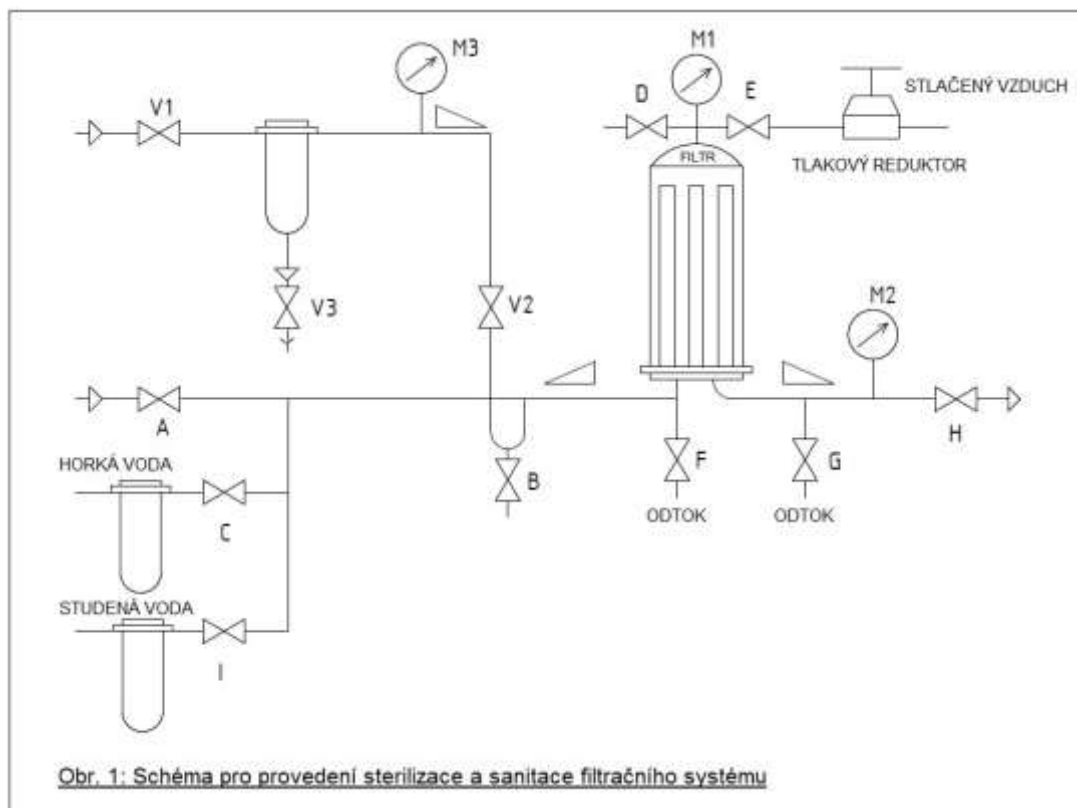 M3
M1
V1
D
E
STLAČENÝ VZDUCH
FILTR
TLAKOVÝ REDUKTOR
V3
V2
M2
A
H
HORKÁ VODA
B
F
G
C
ODTOK
ODTOK
STUDENÁ VODA
I
Obr. 1: Schéma pro provedení sterilizace a sanitace filtračního systému